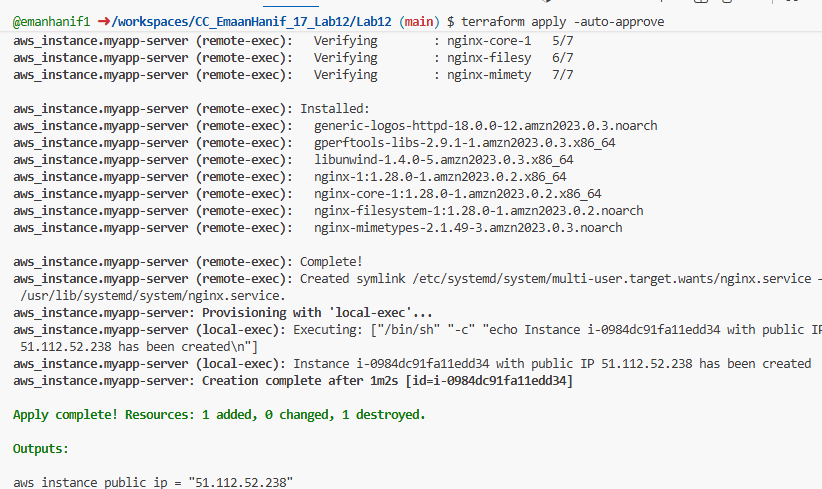 @emanhanif1 ➜/workspaces/CC_EmaanHanif_17_Lab12/Lab12 (main) $ terraform apply -auto-approve
aws_instance.myapp-server (remote-exec):   Verifying        : nginx-core-1   5/7
aws_instance.myapp-server (remote-exec):   Verifying        : nginx-filesy   6/7
aws_instance.myapp-server (remote-exec):   Verifying        : nginx-mimety   7/7
aws_instance.myapp-server (remote-exec): Installed:
aws_instance.myapp-server (remote-exec):   generic-logos-httpd-18.0.0-12.amzn2023.0.3.noarch
aws_instance.myapp-server (remote-exec):   gperftools-libs-2.9.1-1.amzn2023.0.3.x86_64
aws_instance.myapp-server (remote-exec):   libunwind-1.4.0-5.amzn2023.0.3.x86_64
aws_instance.myapp-server (remote-exec):   nginx-1:1.28.0-1.amzn2023.0.2.x86_64
aws_instance.myapp-server (remote-exec):   nginx-core-1:1.28.0-1.amzn2023.0.2.x86_64
aws_instance.myapp-server (remote-exec):   nginx-filesystem-1:1.28.0-1.amzn2023.0.2.noarch
aws_instance.myapp-server (remote-exec):   nginx-mimetypes-2.1.49-3.amzn2023.0.3.noarch
aws_instance.myapp-server (remote-exec): Complete!
aws_instance.myapp-server (remote-exec): Created symlink /etc/systemd/system/multi-user.target.wants/nginx.service
/usr/lib/systemd/system/nginx.service.
aws_instance.myapp-server: Provisioning with 'local-exec'...
aws_instance.myapp-server (local-exec): Executing: ["/bin/sh" "-c" "echo Instance i-0984dc91fa11edd34 with public IP
51.112.52.238 has been created\n"]
aws_instance.myapp-server (local-exec): Instance i-0984dc91fa11edd34 with public IP 51.112.52.238 has been created
aws_instance.myapp-server: Creation complete after 1m2s [id=i-0984dc91fa11edd34]
Apply complete! Resources: 1 added, 0 changed, 1 destroyed.
Outputs:
aws_instance_public_ip = "51.112.52.238"